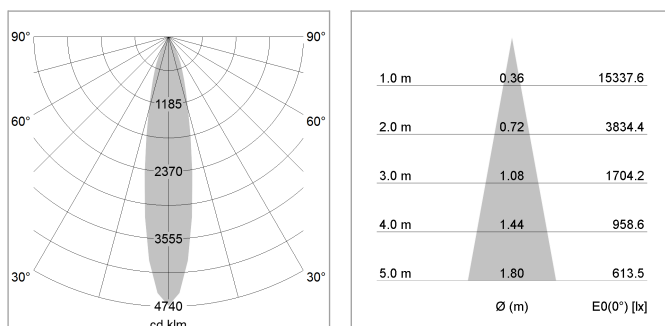 90° 90°
1185
60° 60°
2370
3555
30° 30°
4740
cd klm
1.0 m 0.36 15337.6
2.0 m 0.72 3834.4
3.0 m 1.08 1704.2
4.0 m 1.44 958.6
5.0 m 1.80 613.5
Ø (m) E0(0°) [lx]